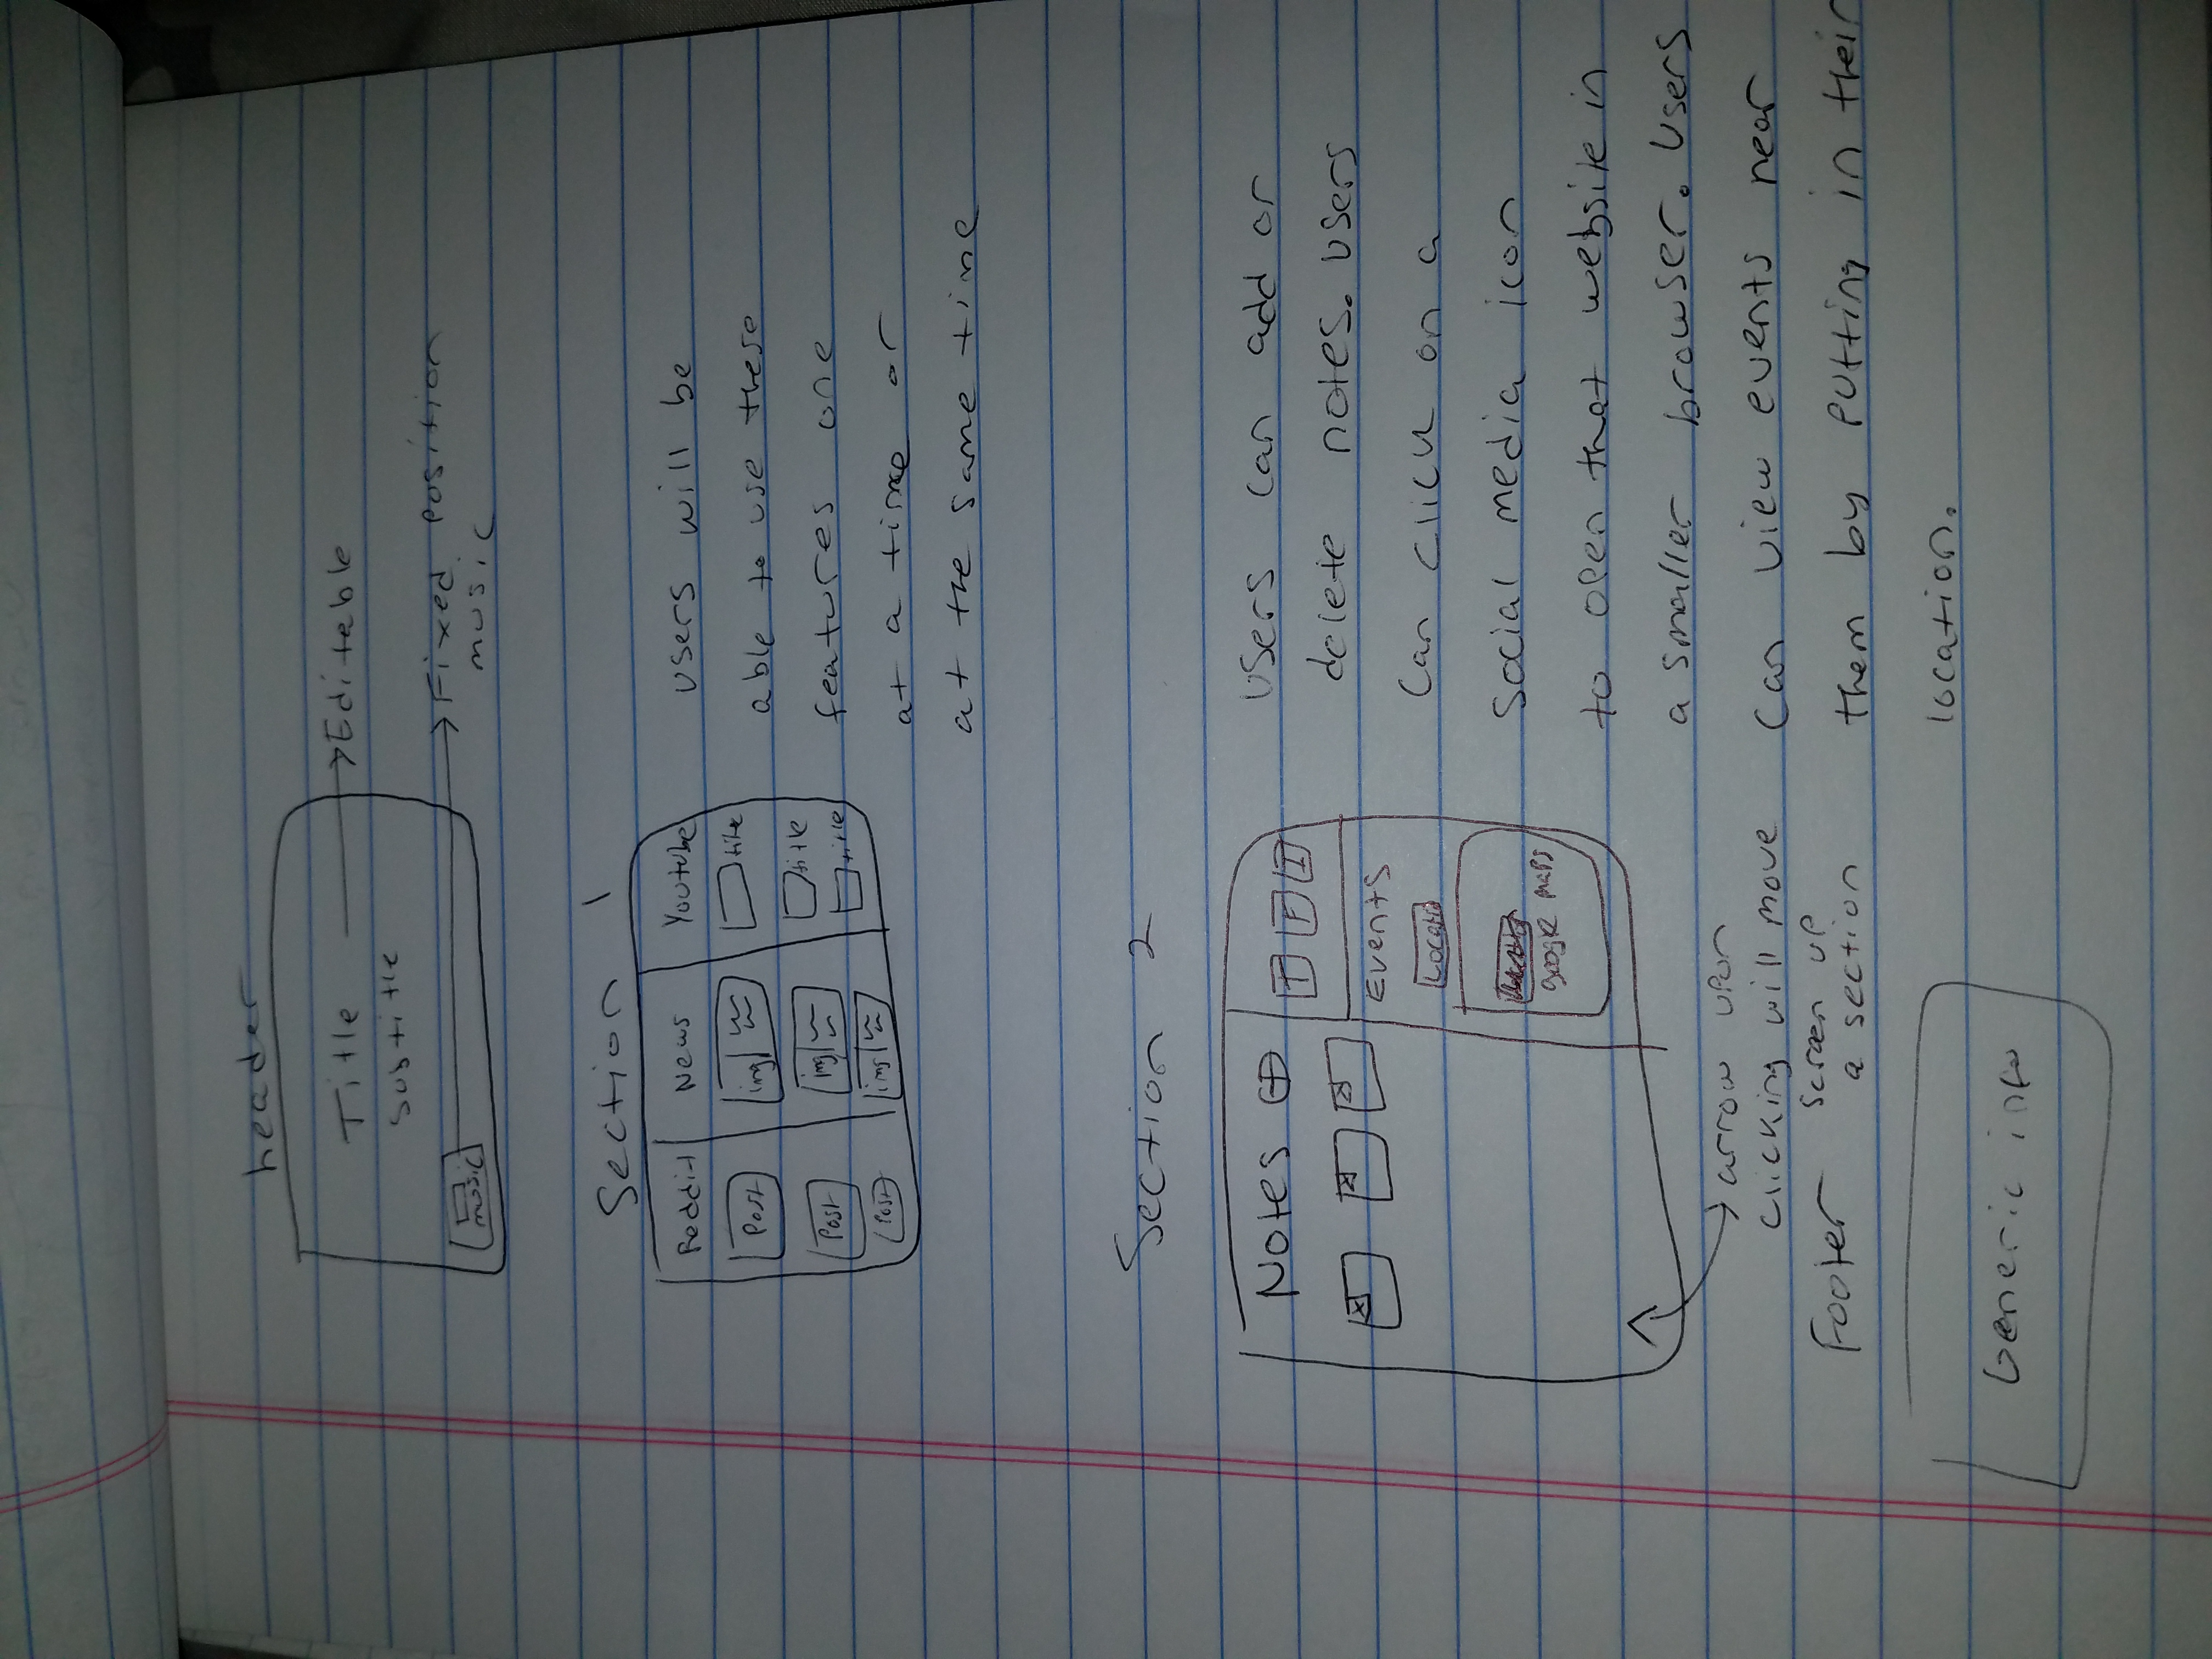 header
Title
Editable
Subtitle
music
Fixed position
music
Section 1
Reddit
News
Youtube
Post
img
title
Post
img
title
Post
img
title
users will be
able to use these
features one
at a time or
at the same time
Section 2
Notes
T F I
Events
google maps
arrow upon
clicking will move
screen up
a section
Users can add or
delete notes. Users
can click on a
social media icon
to open that website in
a smaller browser. Users
can view events near
them by putting in their
location.
Footer
Generic info